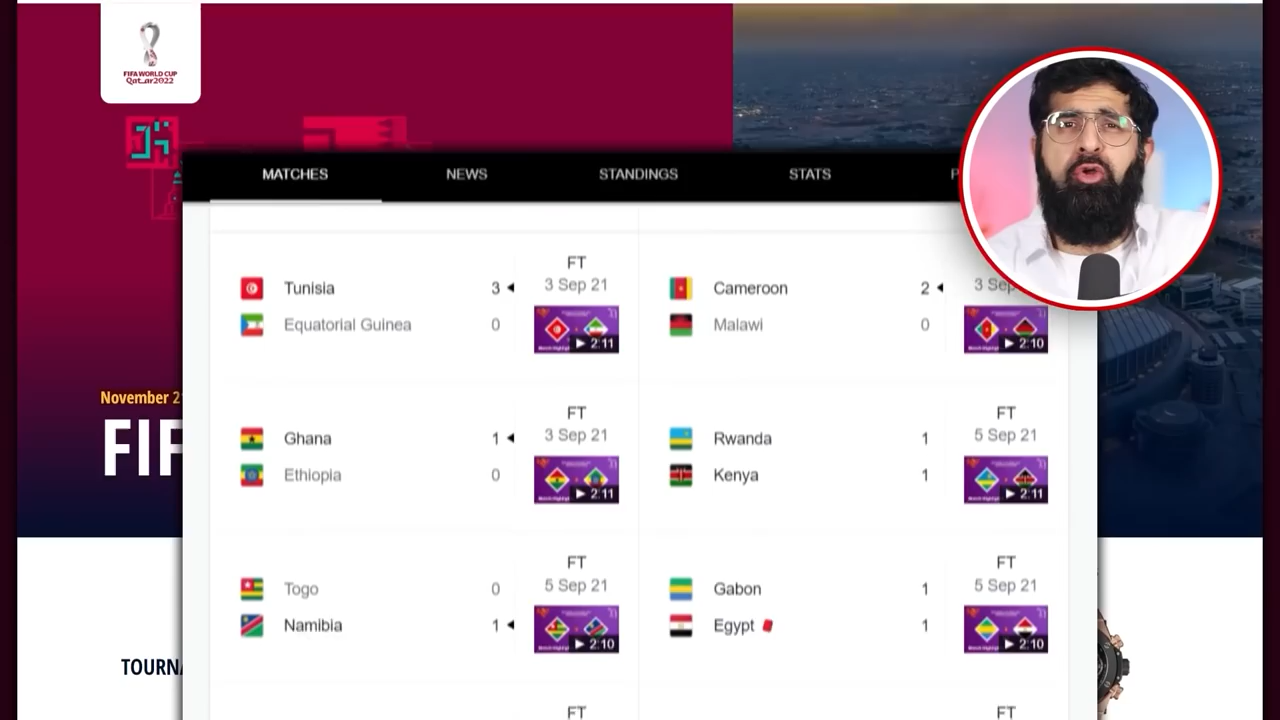 FIFA WORLD CUP
Qatar2022
MATCHES
NEWS
STANDINGS
STATS
P
Tunisia 3
Equatorial Guinea 0
FT
3 Sep 21
2:11
Cameroon 2
Malawi 0
3 Sep
2:10
Ghana 1
Ethiopia 0
FT
3 Sep 21
2:11
Rwanda 1
Kenya 1
FT
5 Sep 21
2:11
Togo 0
Namibia 1
FT
5 Sep 21
2:10
Gabon 1
Egypt 1
FT
5 Sep 21
2:10
FT
FT
November 2
FIF
TOURNA